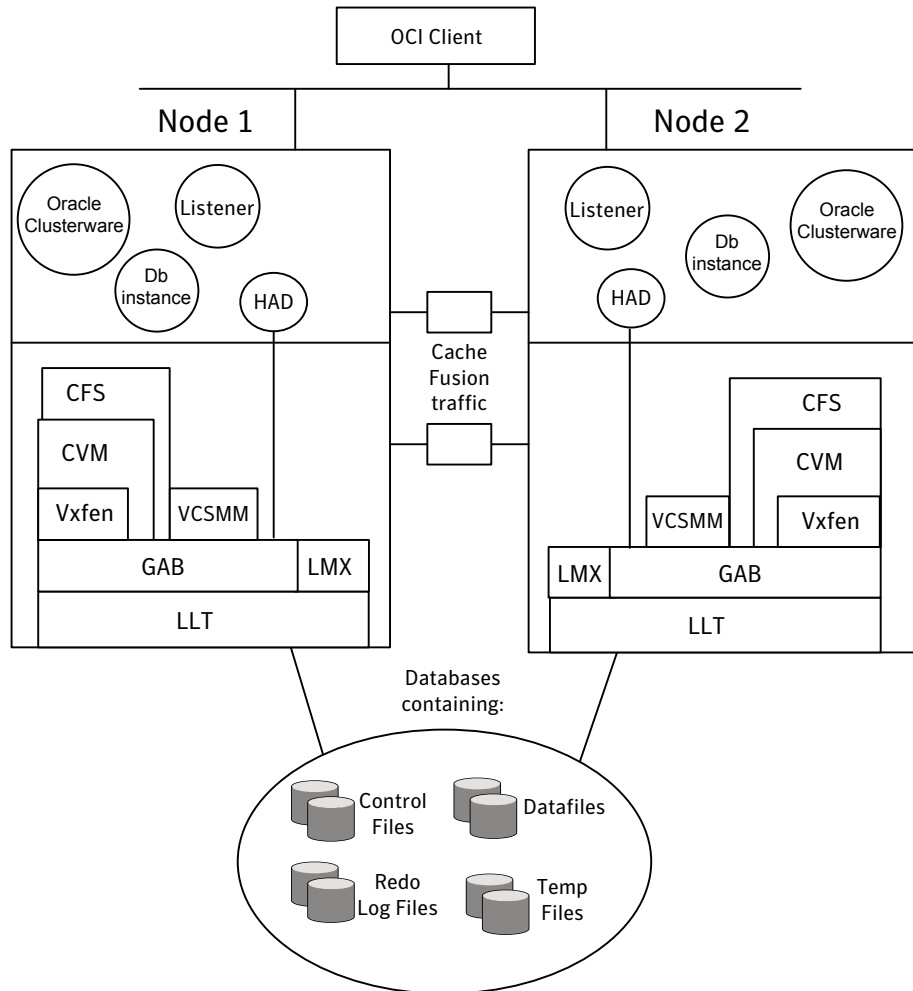 OCI Client
Node 1
Node 2
Oracle
Clusterware
Listener
Db
instance
HAD
Listener
Db
instance
Oracle
Clusterware
HAD
Cache
Fusion
traffic
CFS
CVM
Vxfen
VCSMM
GAB
LMX
LLT
CFS
CVM
VCSMM
Vxfen
LMX
GAB
LLT
Databases
containing:
Control
Files
Datafiles
Redo
Log Files
Temp
Files